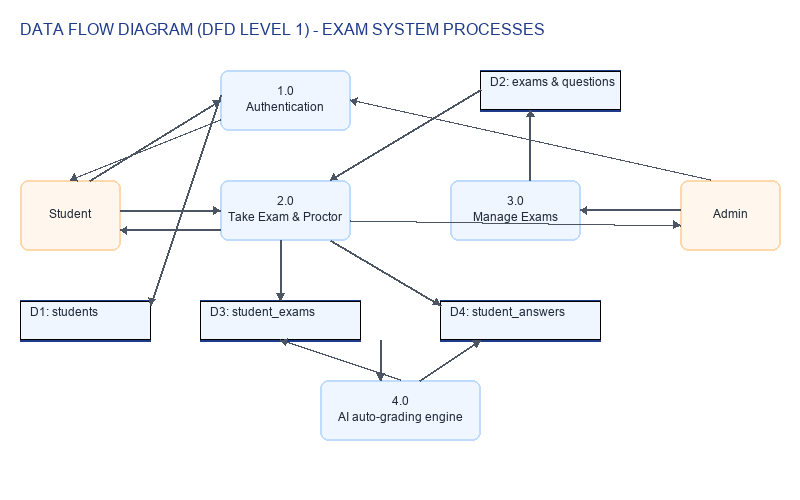 DATA FLOW DIAGRAM (DFD LEVEL 1) - EXAM SYSTEM PROCESSES
1.0
Authentication
D2: exams & questions
Student
2.0
Take Exam & Proctor
3.0
Manage Exams
Admin
D1: students
D3: student_exams
D4: student_answers
4.0
AI auto-grading engine